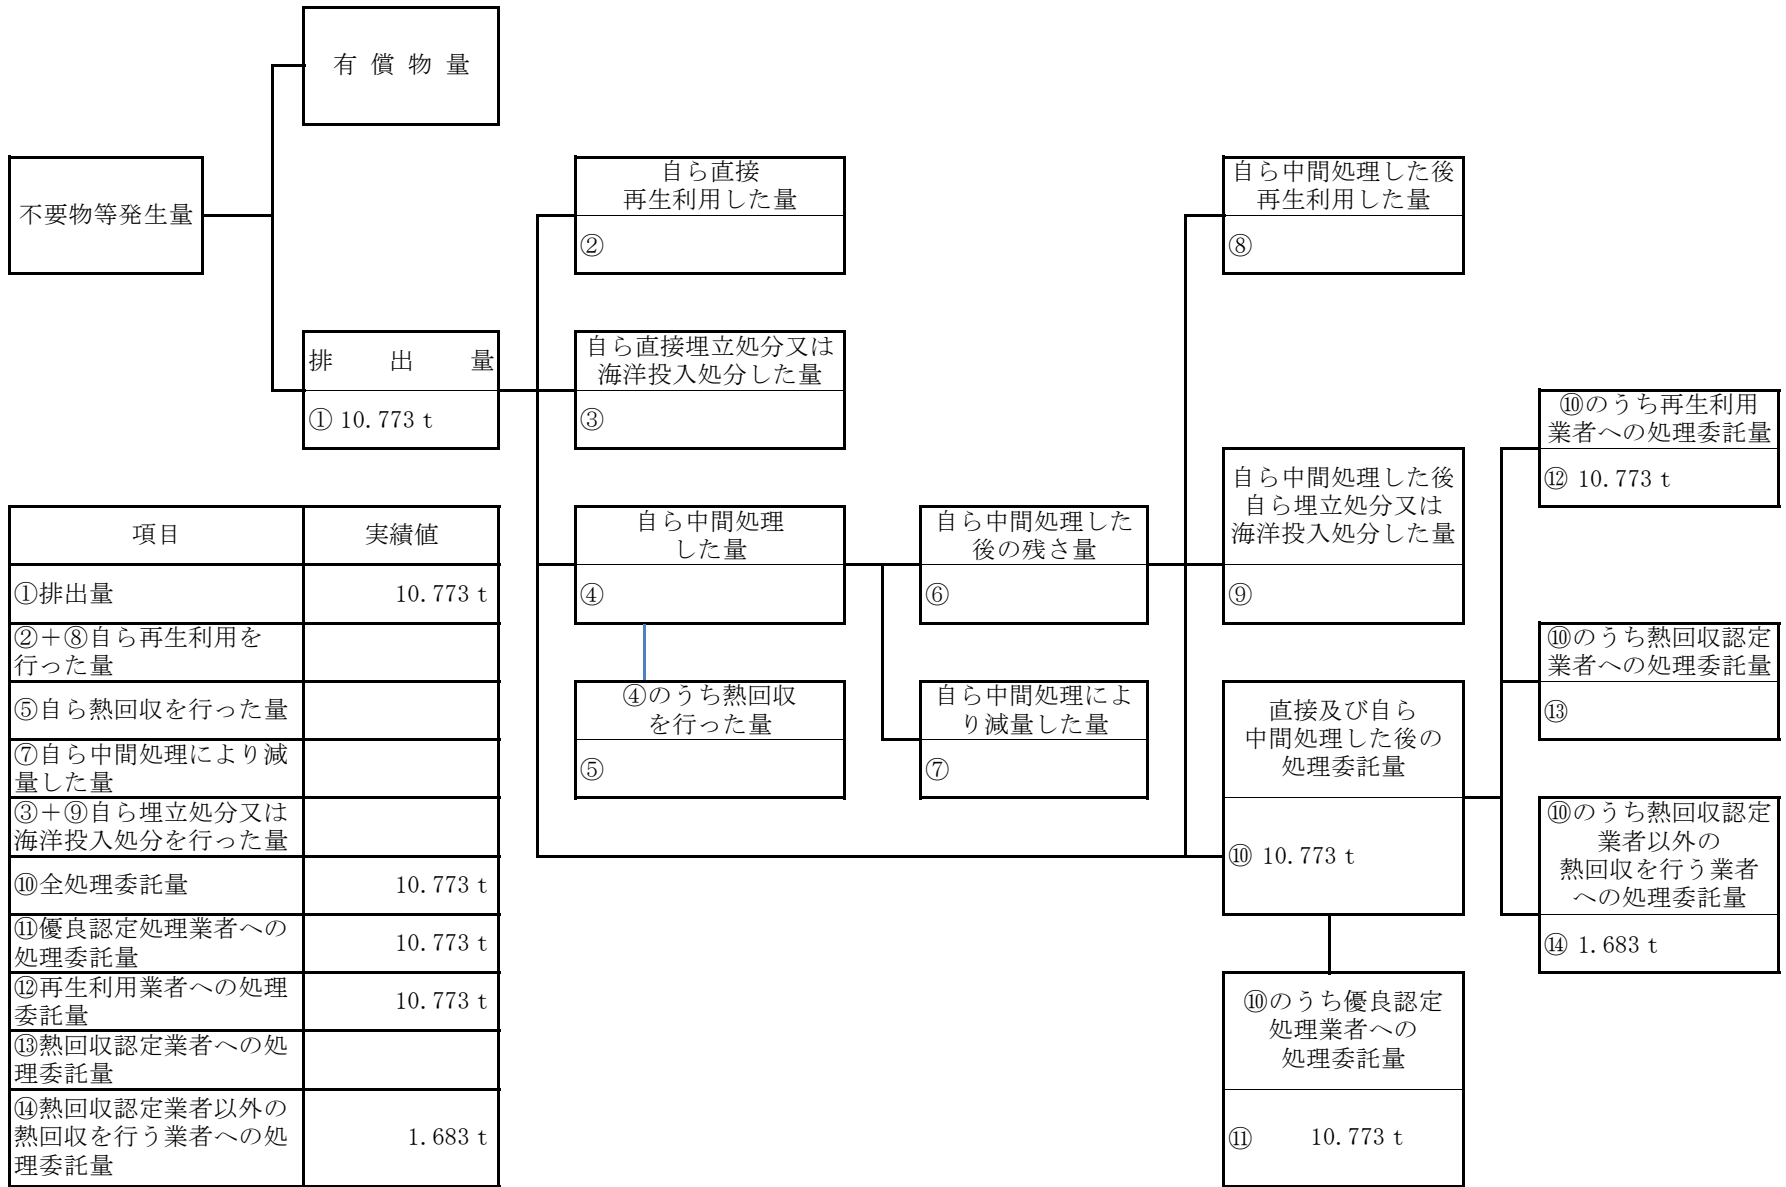 有償物量
不要物等発生量
排出量
① 10.773 t
自ら直接
再生利用した量
②
自ら直接埋立処分又は
海洋投入処分した量
③
自ら中間処理
した量
④
④のうち熱回収
を行った量
⑤
自ら中間処理した
後の残さ量
⑥
自ら中間処理によ
り減量した量
⑦
自ら中間処理した後
再生利用した量
⑧
自ら中間処理した後
自ら埋立処分又は
海洋投入処分した量
⑨
直接及び自ら
中間処理した後の
処理委託量
⑩ 10.773 t
⑩のうち優良認定
処理業者への
処理委託量
⑪ 10.773 t
⑩のうち再生利用
業者への処理委託量
⑫ 10.773 t
⑩のうち熱回収認定
業者への処理委託量
⑬
⑩のうち熱回収認定
業者以外の
熱回収を行う業者
への処理委託量
⑭ 1.683 t
項目 実績値
①排出量 10.773 t
②＋⑧自ら再生利用を
行った量
⑤自ら熱回収を行った量
⑦自ら中間処理により減
量した量
③＋⑨自ら埋立処分又は
海洋投入処分を行った量
⑩全処理委託量 10.773 t
⑪優良認定処理業者への
処理委託量 10.773 t
⑫再生利用業者への処理
委託量 10.773 t
⑬熱回収認定業者への処
理委託量
⑭熱回収認定業者以外の
熱回収を行う業者への処 1.683 t
理委託量